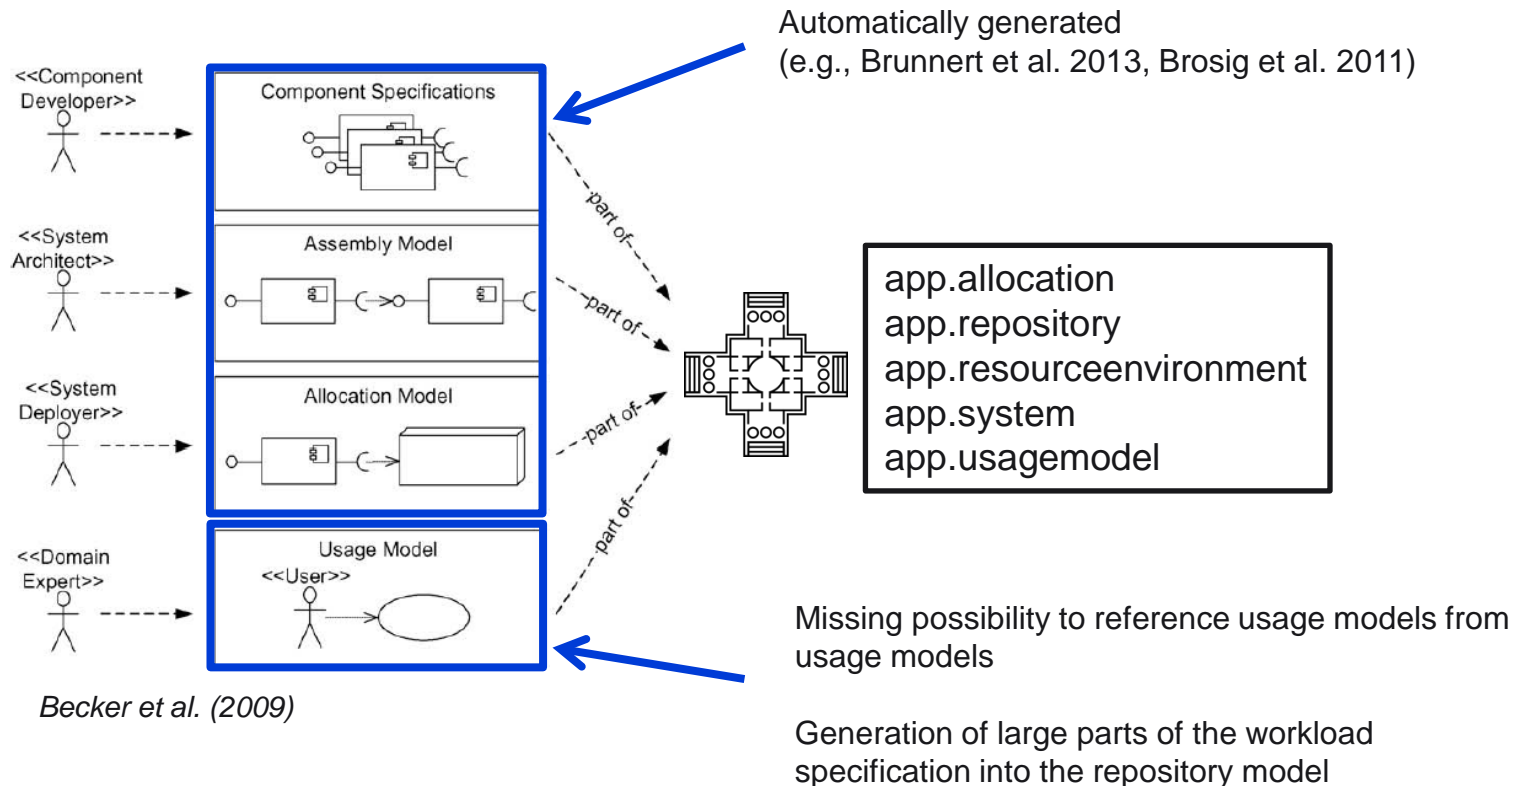 Automatically generated
(e.g., Brunnert et al. 2013, Brosig et al. 2011)
<<Component
Developer>>
Component Specifications
part of
<<System
Architect>>
Assembly Model
part of
<<System
Deployer>>
Allocation Model
part of
<<Domain
Expert>>
Usage Model
<<User>>
part of
app.allocation
app.repository
app.resourceenvironment
app.system
app.usagemodel
Missing possibility to reference usage models from
usage models
Becker et al. (2009)
Generation of large parts of the workload
specification into the repository model